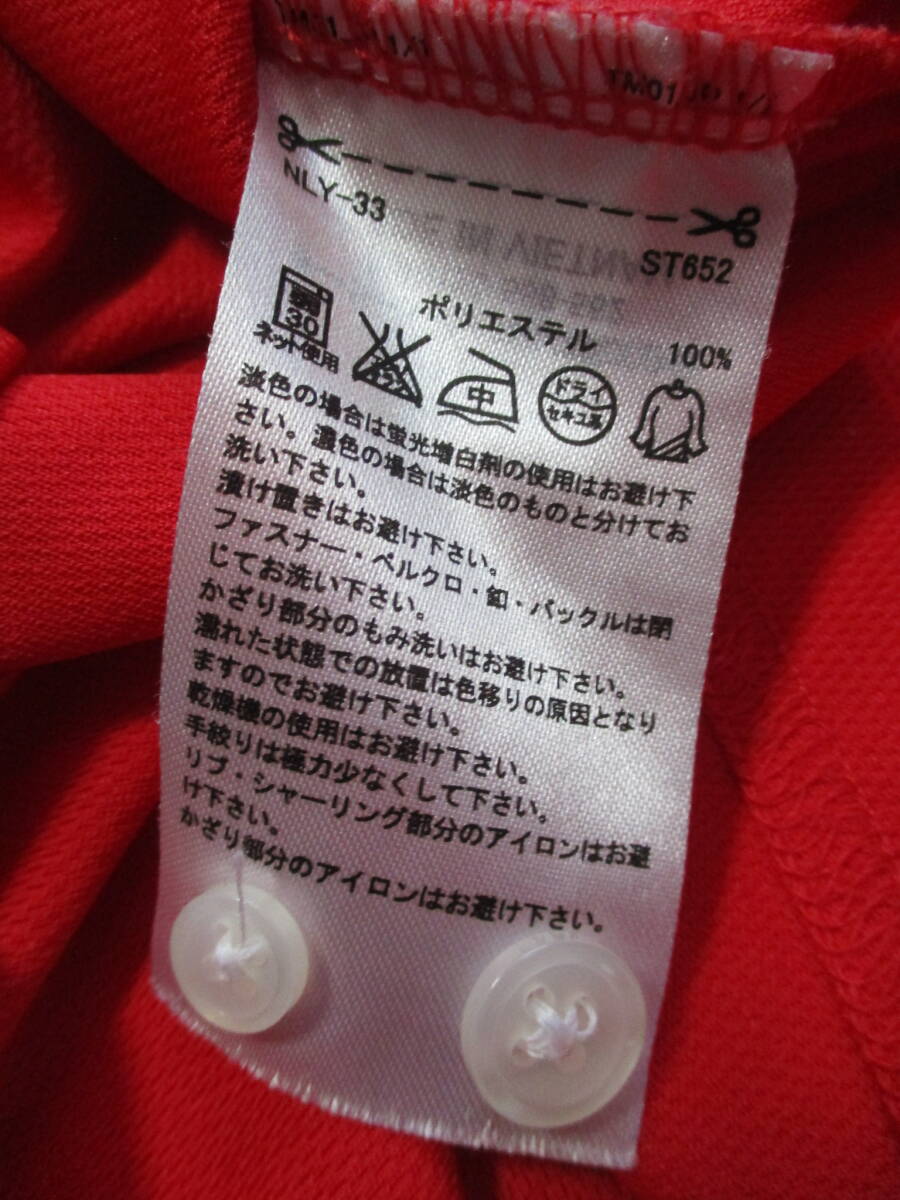 NLY-33
ST652
ポリエステル 100%
弱
30
ネット使用
中
ドライ
セキユ系
淡色の場合は蛍光増白剤の使用はお避け下
さい。濃色の場合は淡色のものと分けてお
洗い下さい。
漬け置きはお避け下さい。
ファスナー・ベルクロ・釦・バックルは閉
じてお洗い下さい。
かざり部分のもみ洗いはお避け下さい。
濡れた状態での放置は色移りの原因となり
ますのでお避け下さい。
乾燥機の使用はお避け下さい。
手絞りは極力少なくして下さい。
リブ・シャーリング部分のアイロンはお避
け下さい。
かざり部分のアイロンはお避け下さい。